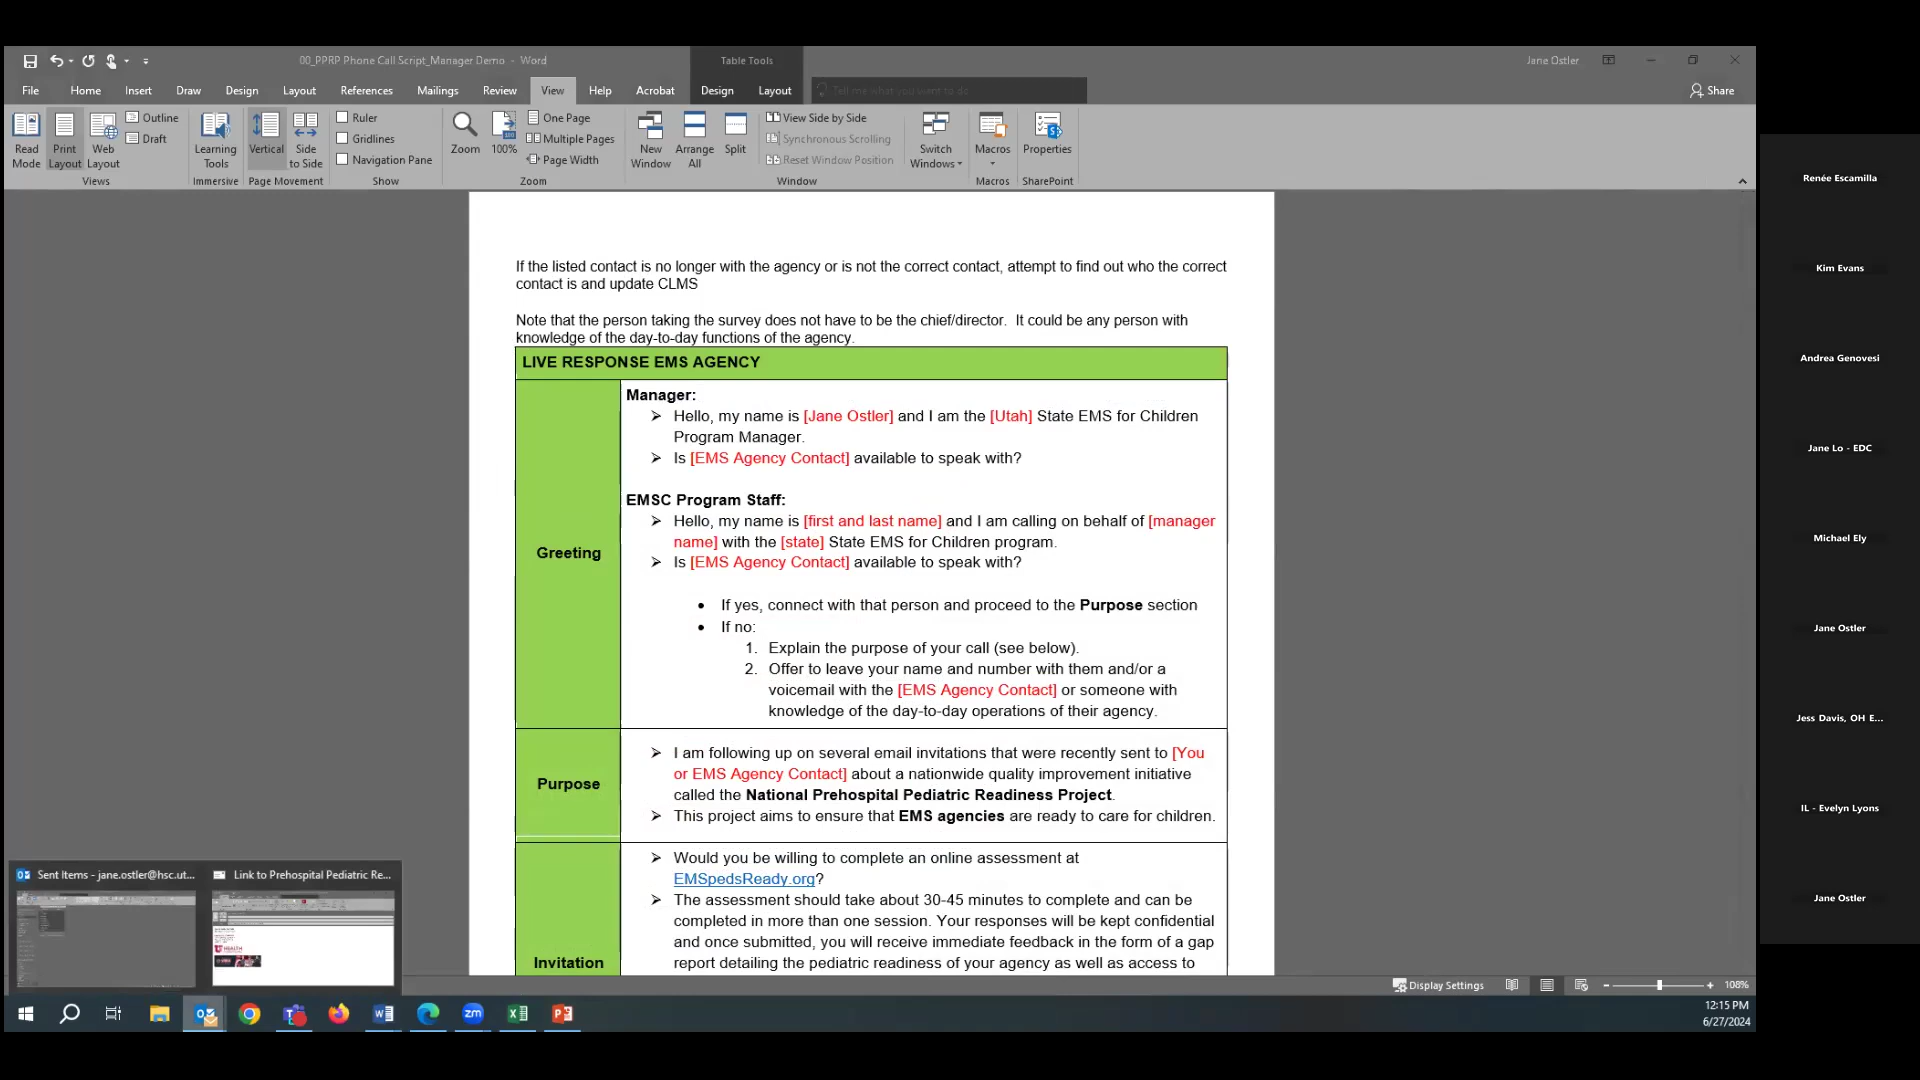 00_PPRP Phone Call Script_Manager Demo - Word
Table Tools
Jane Ostler
File Home Insert Draw Design Layout References Mailings Review View Help Acrobat Design Layout Tell me what you want to do Share
Read Mode
Print Layout
Web Layout
Outline
Draft
Views
Learning Tools
Immersive
Vertical
Side to Side
Page Movement
Ruler
Gridlines
Navigation Pane
Show
Zoom
100%
One Page
Multiple Pages
Page Width
Zoom
New Window
Arrange All
Split
View Side by Side
Synchronous Scrolling
Reset Window Position
Window
Switch Windows
Macros
Macros
Properties
SharePoint
If the listed contact is no longer with the agency or is not the correct contact, attempt to find out who the correct
contact is and update CLMS
Note that the person taking the survey does not have to be the chief/director. It could be any person with
knowledge of the day-to-day functions of the agency.
LIVE RESPONSE EMS AGENCY
Greeting
Manager:
➢ Hello, my name is [Jane Ostler] and I am the [Utah] State EMS for Children
Program Manager.
➢ Is [EMS Agency Contact] available to speak with?
EMSC Program Staff:
➢ Hello, my name is [first and last name] and I am calling on behalf of [manager
name] with the [state] State EMS for Children program.
➢ Is [EMS Agency Contact] available to speak with?
• If yes, connect with that person and proceed to the Purpose section
• If no:
1. Explain the purpose of your call (see below).
2. Offer to leave your name and number with them and/or a
voicemail with the [EMS Agency Contact] or someone with
knowledge of the day-to-day operations of their agency.
Purpose
➢ I am following up on several email invitations that were recently sent to [You
or EMS Agency Contact] about a nationwide quality improvement initiative
called the National Prehospital Pediatric Readiness Project.
➢ This project aims to ensure that EMS agencies are ready to care for children.
Invitation
➢ Would you be willing to complete an online assessment at
EMSpedsReady.org?
➢ The assessment should take about 30-45 minutes to complete and can be
completed in more than one session. Your responses will be kept confidential
and once submitted, you will receive immediate feedback in the form of a gap
report detailing the pediatric readiness of your agency as well as access to
Sent Items - jane.ostler@hsc.ut...
Link to Prehospital Pediatric Re...
Display Settings
108%
12:15 PM
6/27/2024
Renée Escamilla
Kim Evans
Andrea Genovesi
Jane Lo - EDC
Michael Ely
Jane Ostler
Jess Davis, OH E...
IL - Evelyn Lyons
Jane Ostler